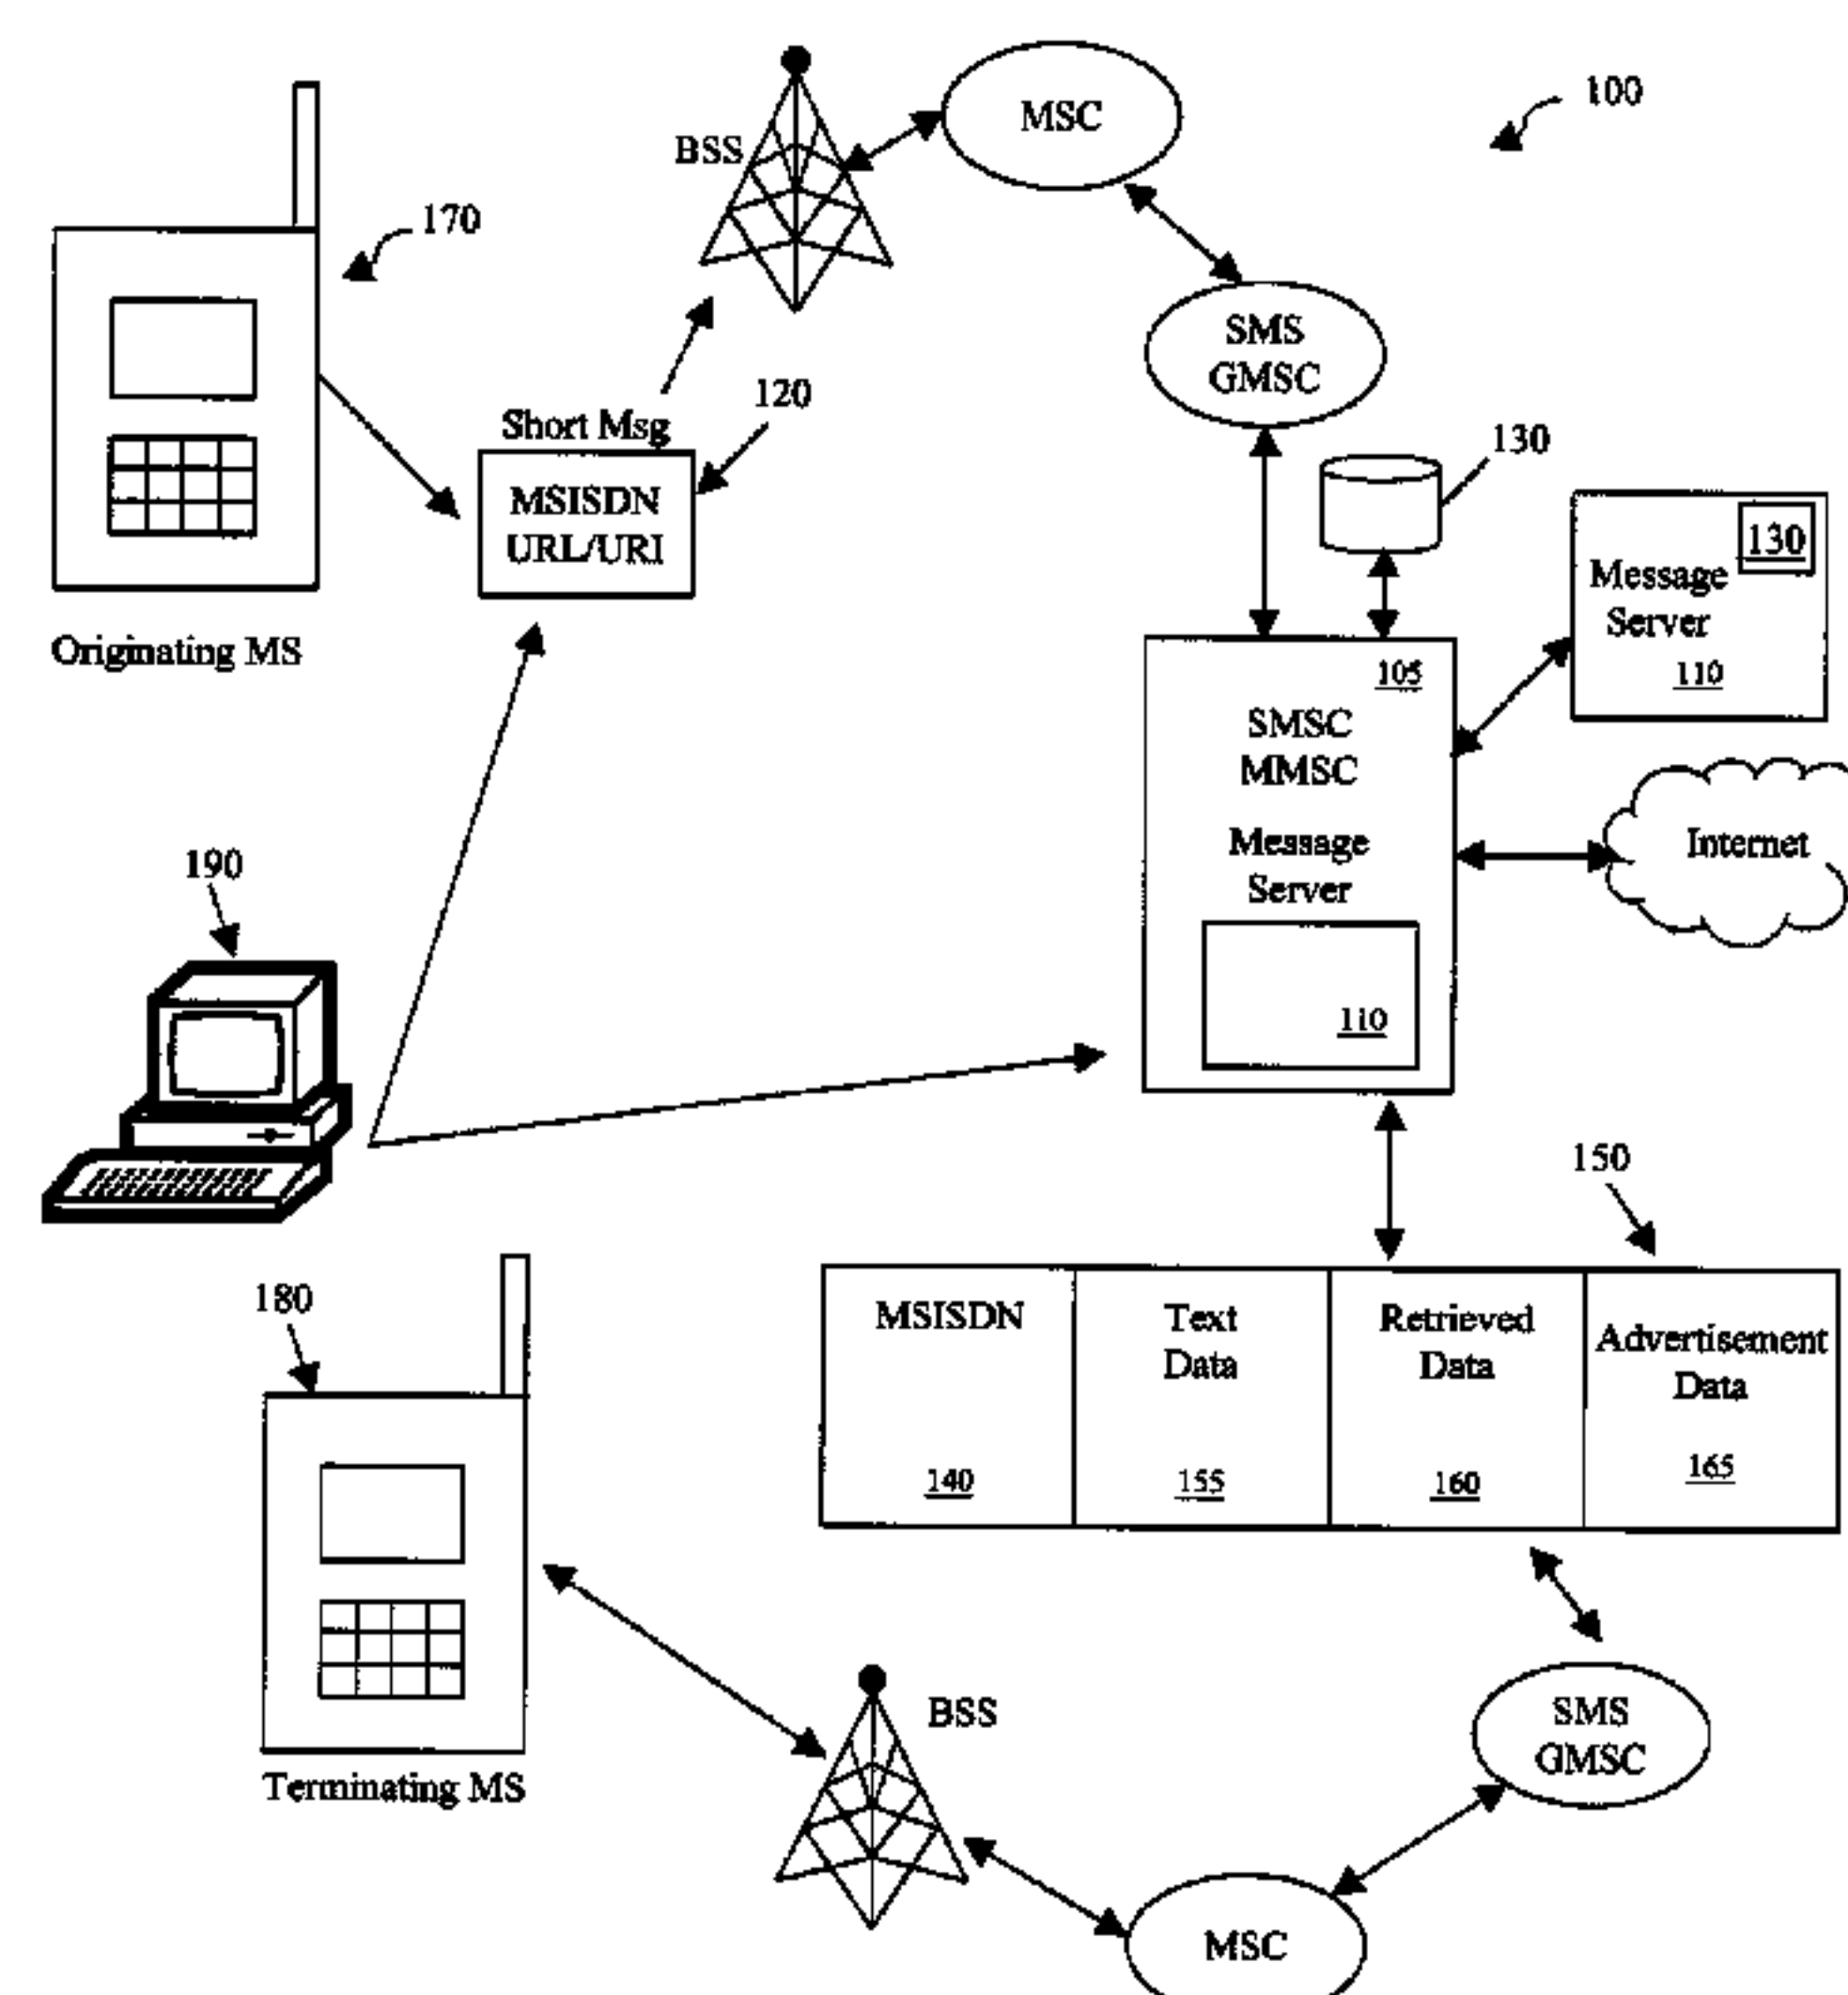 100
MSC
BSS
170
SMS
GMSC
120
Short Msg
MSISDN
URL/URI
130
130
Message
Server
110
Originating MS
105
SMSC
MMSC
Message
Server
110
Internet
190
150
180
MSISDN
140
Text
Data
155
Retrieved
Data
160
Advertisement
Data
165
Terminating MS
BSS
SMS
GMSC
MSC